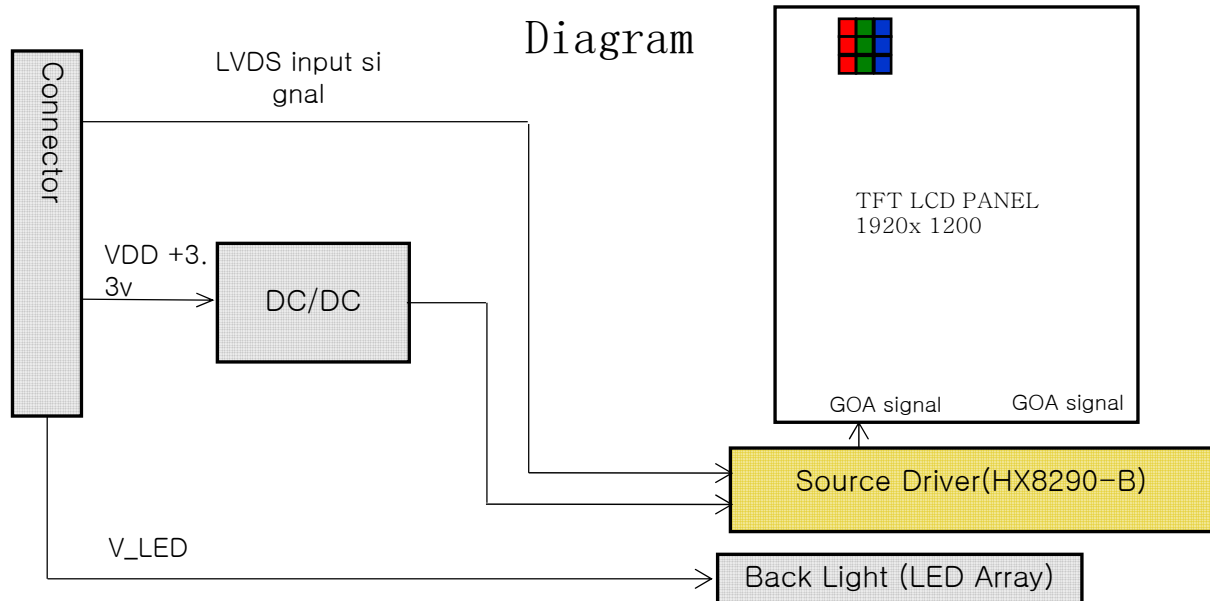 Diagram
Connector
LVDS input si
gnal
VDD +3.
3v
DC/DC
TFT LCD PANEL
1920x 1200
GOA signal
GOA signal
Source Driver(HX8290-B)
V_LED
Back Light (LED Array)